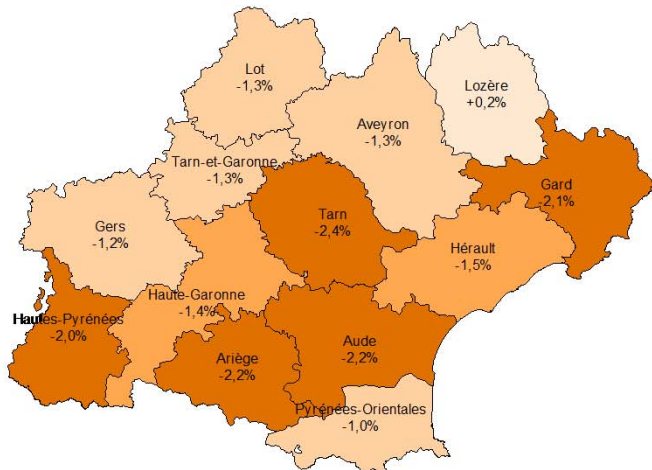 Lot
-1,3%
Lozère
+0,2%
Aveyron
-1,3%
Tarn-et-Garonne
-1,3%
Gard
-2,1%
Tarn
-2,4%
Gers
-1,2%
Hérault
-1,5%
Haute-Garonne
-1,4%
Hautes-Pyrénées
-2,0%
Aude
-2,2%
Ariège
-2,2%
Pyrénées-Orientales
-1,0%